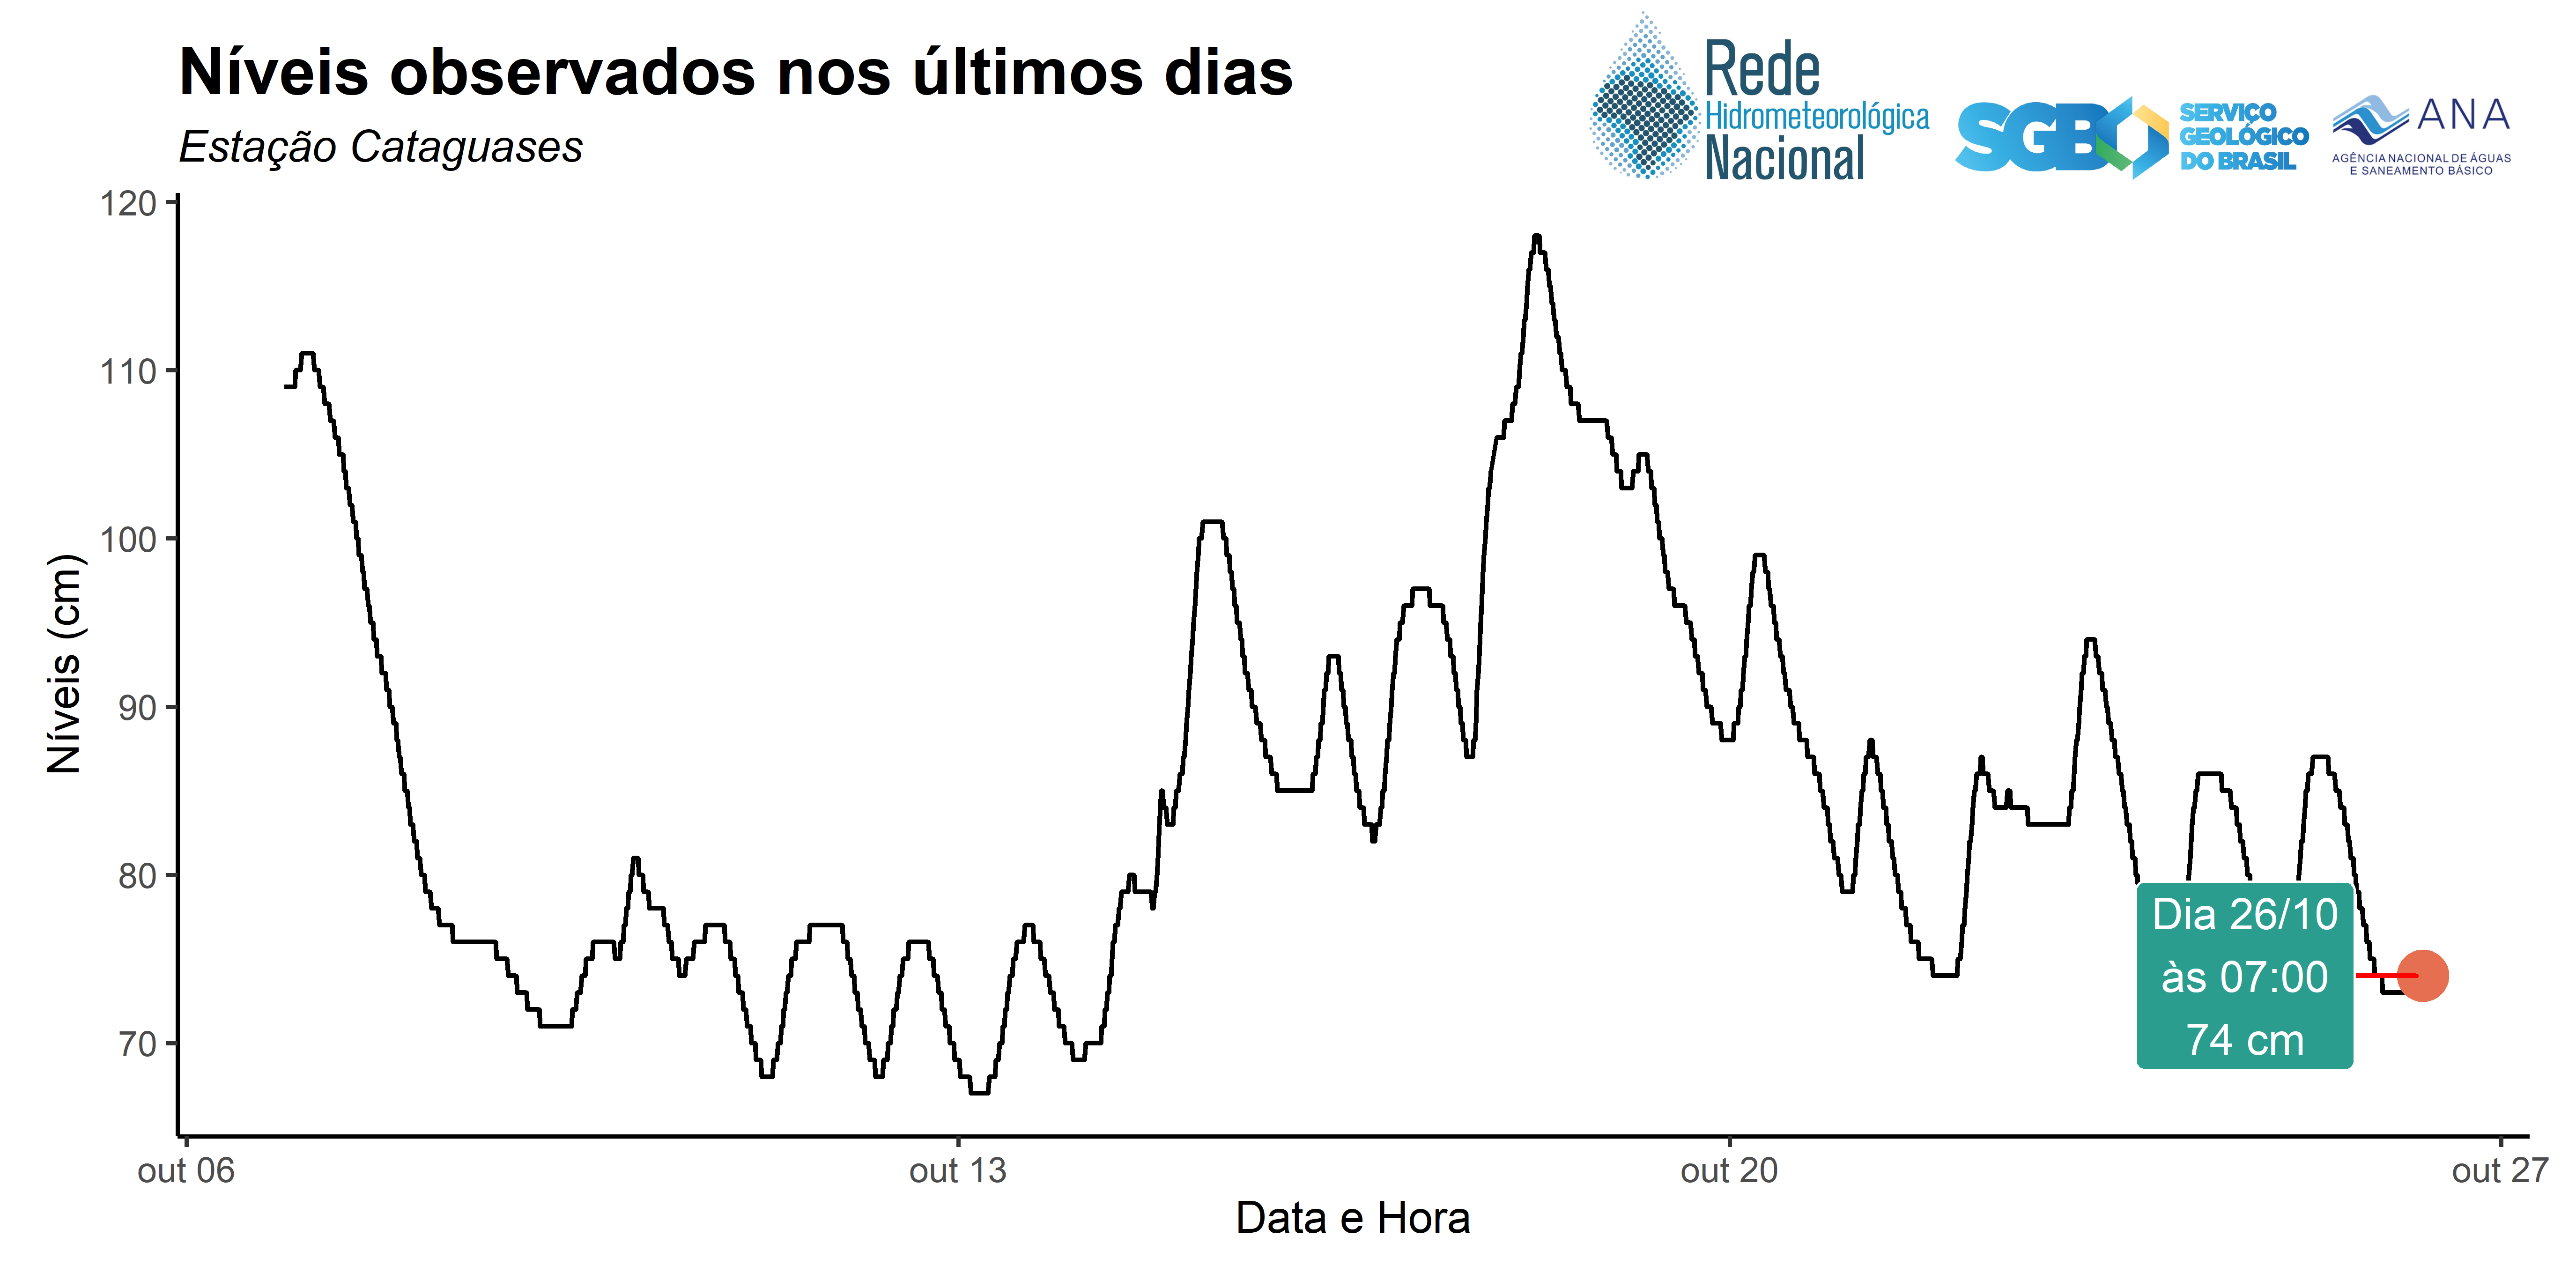 Níveis observados nos últimos dias
Estação Cataguases
Rede
Hidrometeorológica
Nacional
SGB
SERVIÇO
GEOLÓGICO
DO BRASIL
ANA
AGÊNCIA NACIONAL DE ÁGUAS
E SANEAMENTO BÁSICO
Níveis (cm)
120
110
100
90
80
70
Dia 26/10
às 07:00
74 cm
out 06
out 13
out 20
out 27
Data e Hora